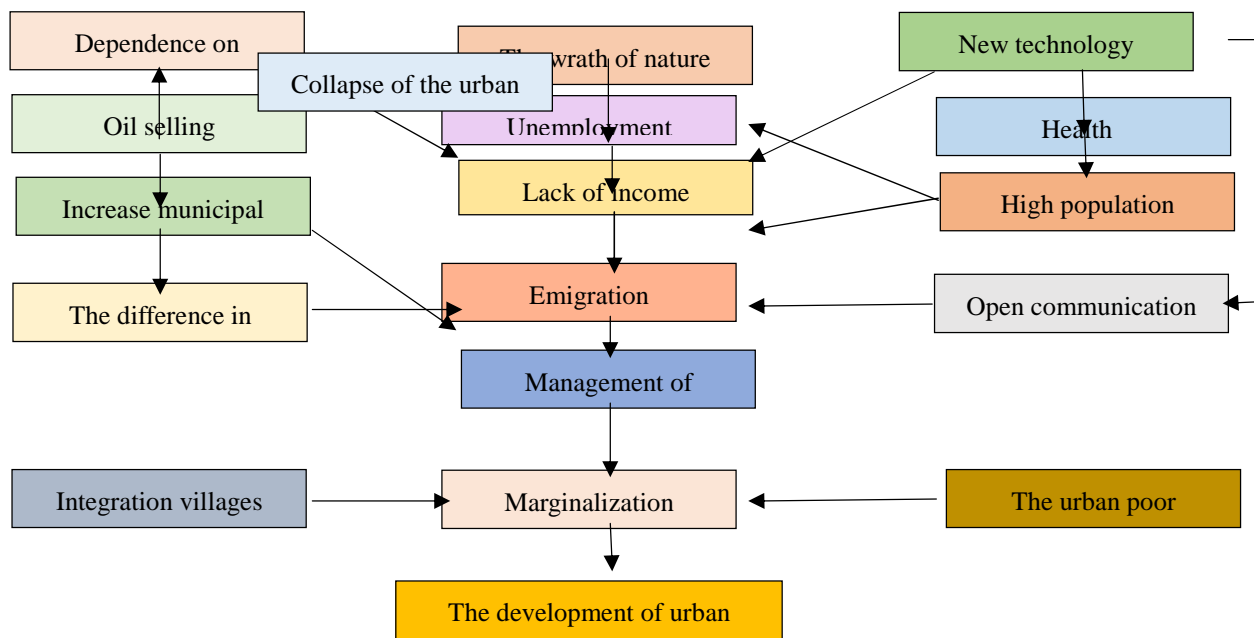 Dependence on
wrath of nature
New technology
Collapse of the urban
Oil selling
Unemployment
Health
Lack of income
Increase municipal
High population
Emigration
The difference in
Open communication
Management of
Integration villages
Marginalization
The urban poor
The development of urban